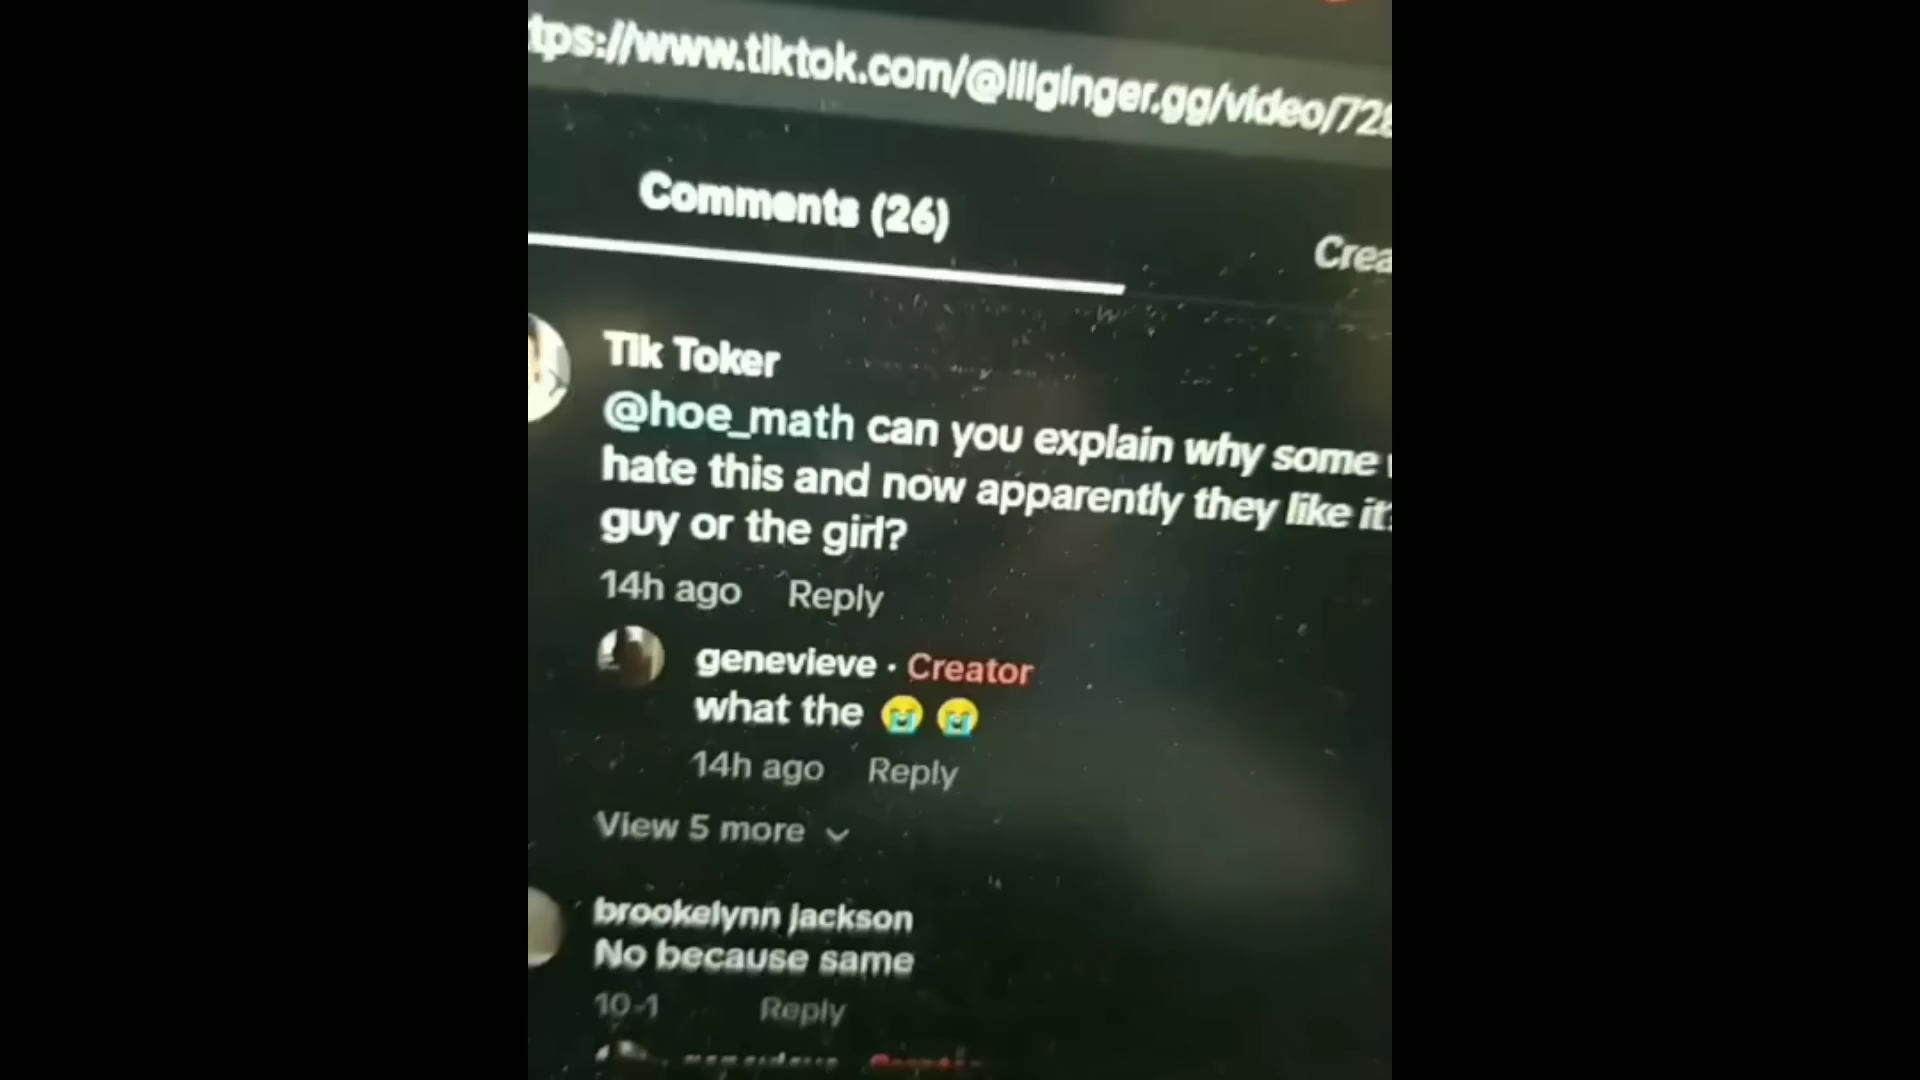 tps://www.tiktok.com/@lilginger.gg/video/728
Comments (26)
Crea
Tik Toker
@hoe_math can you explain why some
hate this and now apparently they like it
guy or the girl?
14h ago Reply
genevieve · Creator
what the 😭 😭
14h ago Reply
View 5 more
brookelynn jackson
No because same
10-1 Reply